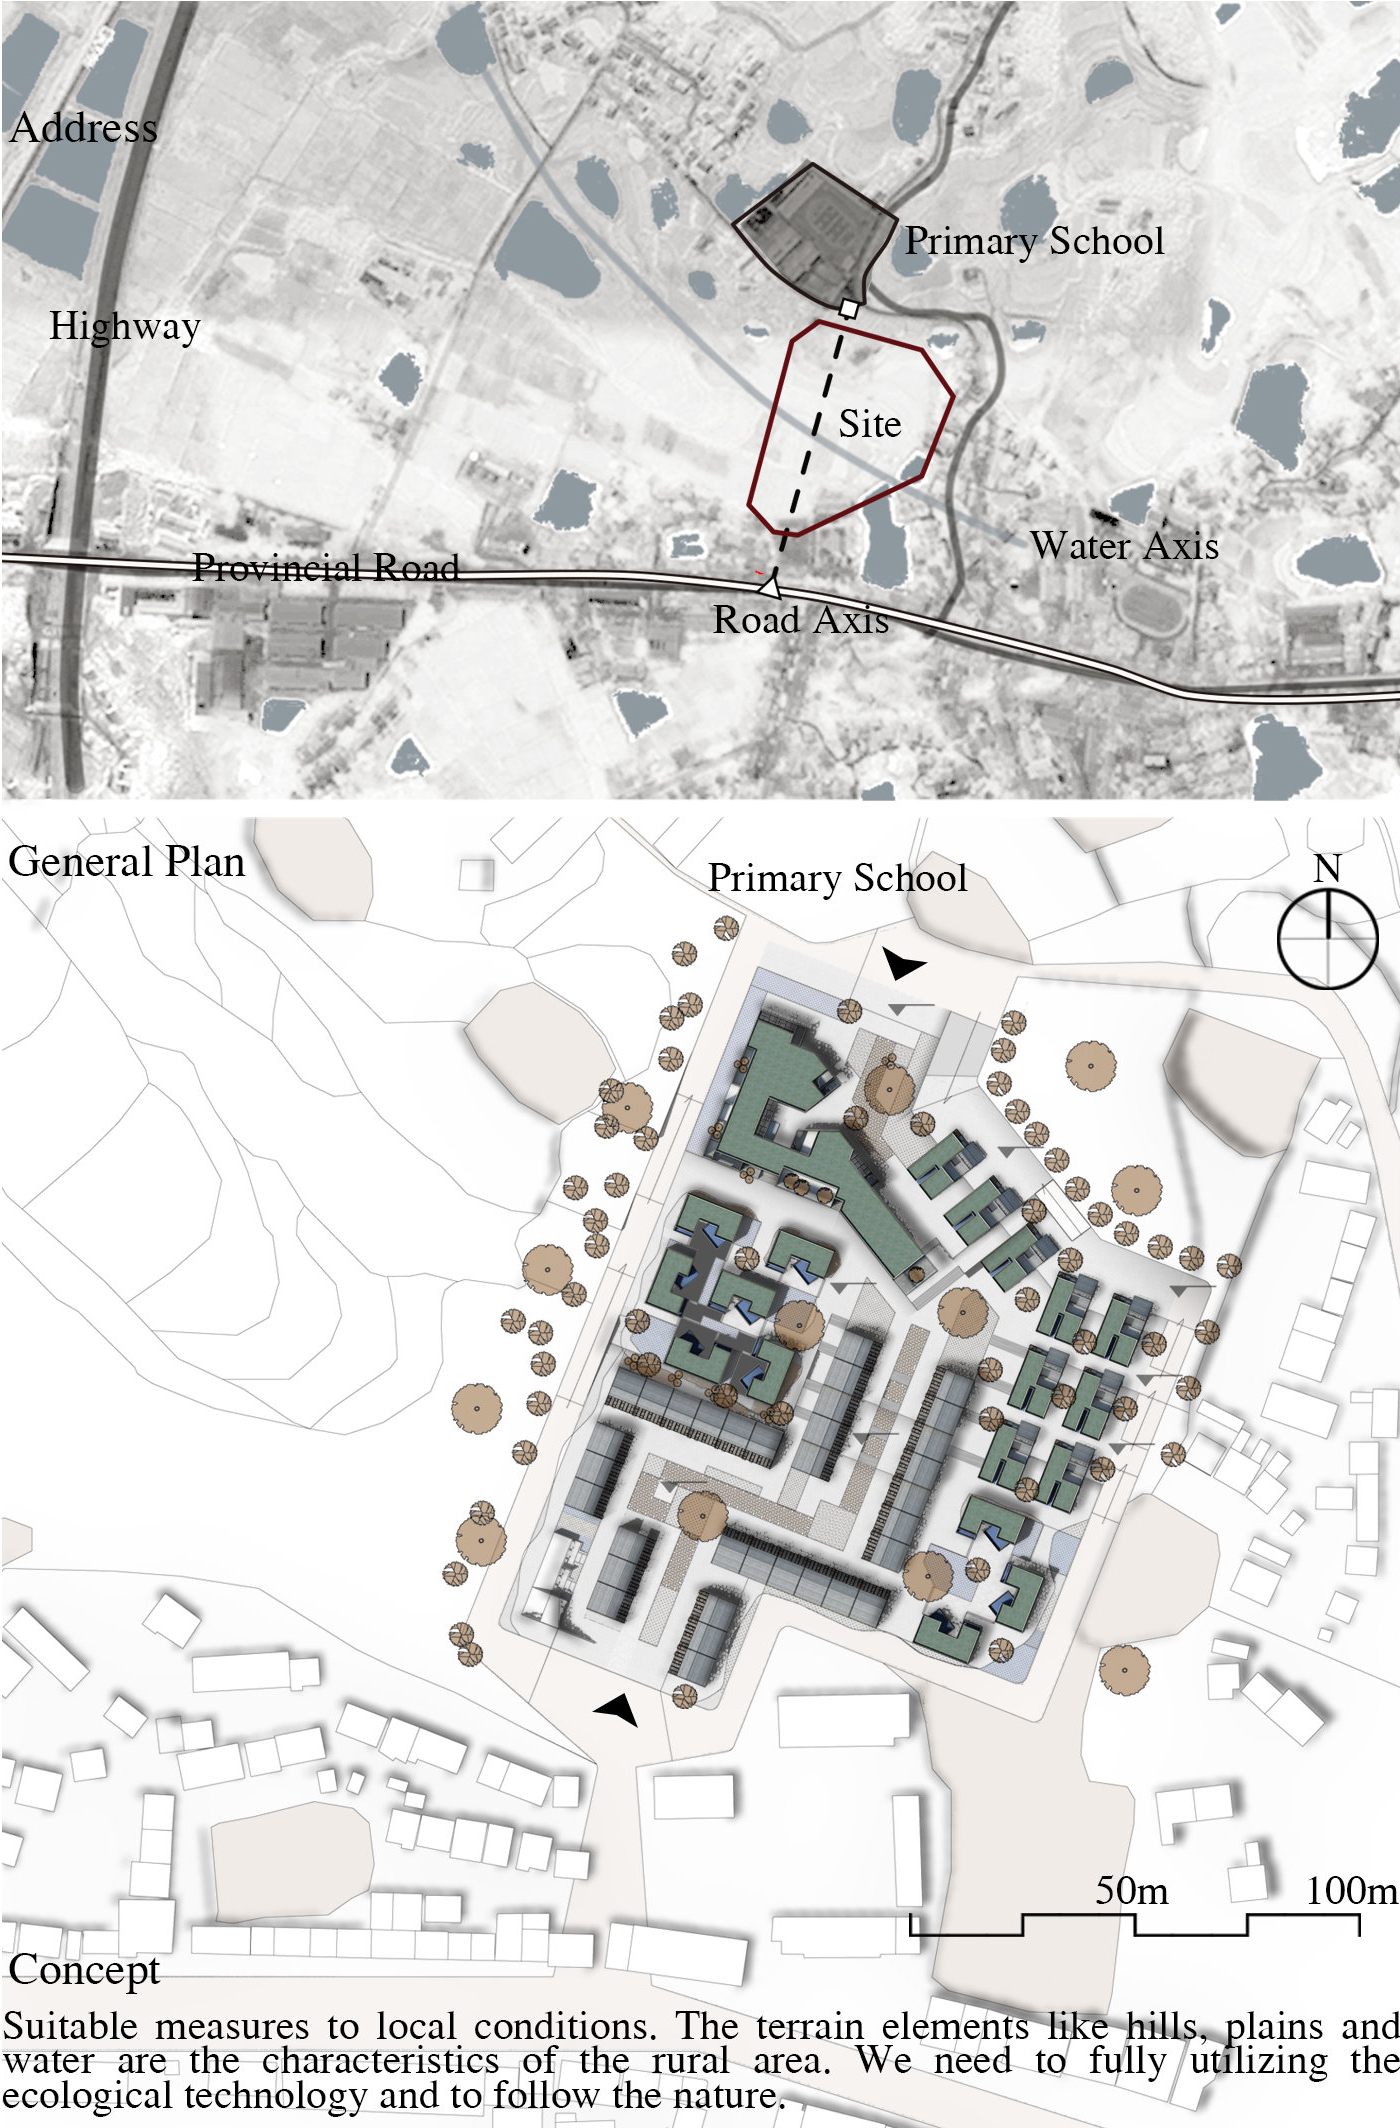 Address
Primary School
Highway
Site
Water Axis
Provincial Road
Road Axis
General Plan
Primary School
N
50m
100m
Concept
Suitable measures to local conditions. The terrain elements like hills, plains and
water are the characteristics of the rural area. We need to fully utilizing the
ecological technology and to follow the nature.